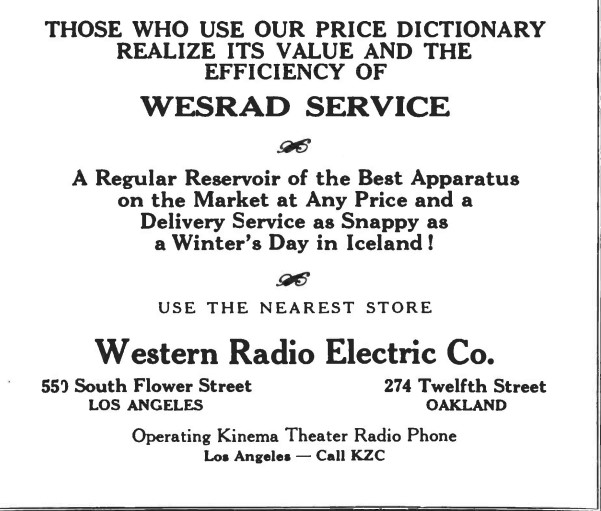 THOSE WHO USE OUR PRICE DICTIONARY
REALIZE ITS VALUE AND THE
EFFICIENCY OF
WESRAD SERVICE
A Regular Reservoir of the Best Apparatus
on the Market at Any Price and a
Delivery Service as Snappy as
a Winter's Day in Iceland!
USE THE NEAREST STORE
Western Radio Electric Co.
550 South Flower Street
LOS ANGELES
274 Twelfth Street
OAKLAND
Operating Kinema Theater Radio Phone
Los Angeles — Call KZC